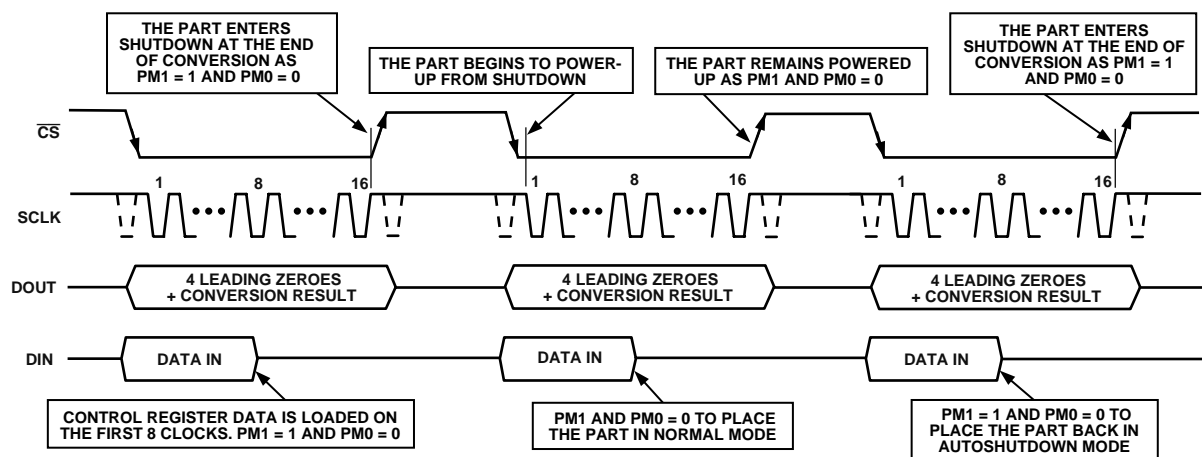 THE PART ENTERS
SHUTDOWN AT THE END
OF CONVERSION AS
PM1 = 1 AND PM0 = 0
THE PART BEGINS TO POWER-
UP FROM SHUTDOWN
THE PART REMAINS POWERED
UP AS PM1 AND PM0 = 0
THE PART ENTERS
SHUTDOWN AT THE END OF
CONVERSION AS PM1 = 1
AND PM0 = 0
CS
1 8 16 1 8 16 1 8 16
SCLK
DOUT
4 LEADING ZEROES
+ CONVERSION RESULT
4 LEADING ZEROES
+ CONVERSION RESULT
4 LEADING ZEROES
+ CONVERSION RESULT
DIN
DATA IN
DATA IN
DATA IN
CONTROL REGISTER DATA IS LOADED ON
THE FIRST 8 CLOCKS. PM1 = 1 AND PM0 = 0
PM1 AND PM0 = 0 TO PLACE
THE PART IN NORMAL MODE
PM1 = 1 AND PM0 = 0 TO
PLACE THE PART BACK IN
AUTOSHUTDOWN MODE